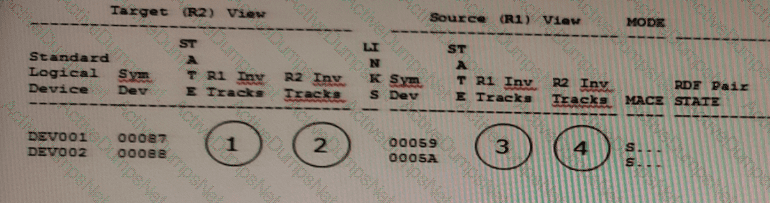 Target (R2) View Source (R1) View MODE
ST LI ST
Standard A N A
Logical Sym T R1 Inv R2 Inv K Sym T R1 Inv R2 Inv RDF Pair
Device Dev E Tracks Tracks S Dev E Tracks Tracks MACE STATE
DEV001 00087 1 2 00059 3 4 S...
DEV002 00088 0005A S...
ActiveDumpsNet